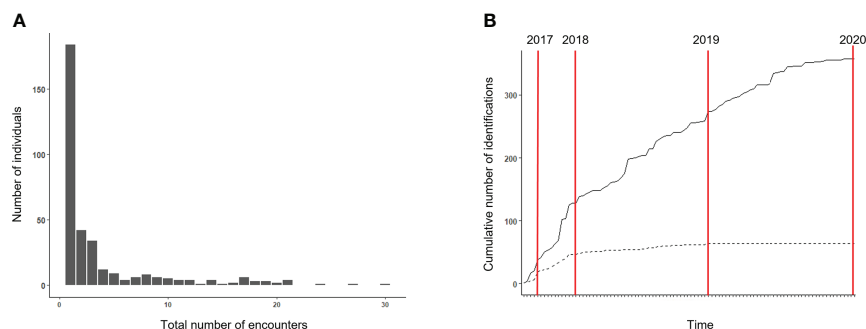 A
B
2017
2018
2019
2020
150
100
50
0
Number of individuals
0
10
20
30
Total number of encounters
300
200
100
0
Cumulative number of identifications
Time